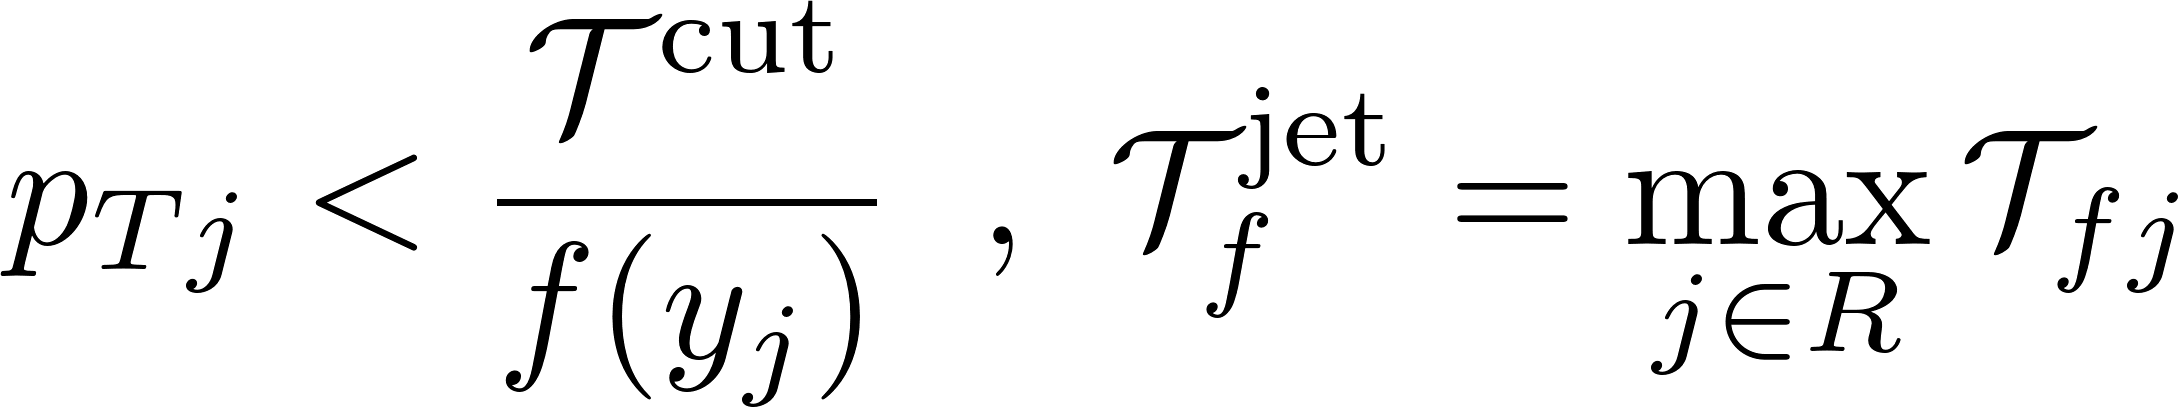 $p_{Tj} < \frac{\mathcal{T}^{\mathrm{cut}}}{f(y_j)} \ , \ \mathcal{T}_f^{\mathrm{jet}} = \max_{j \in R} \mathcal{T}_{fj}$